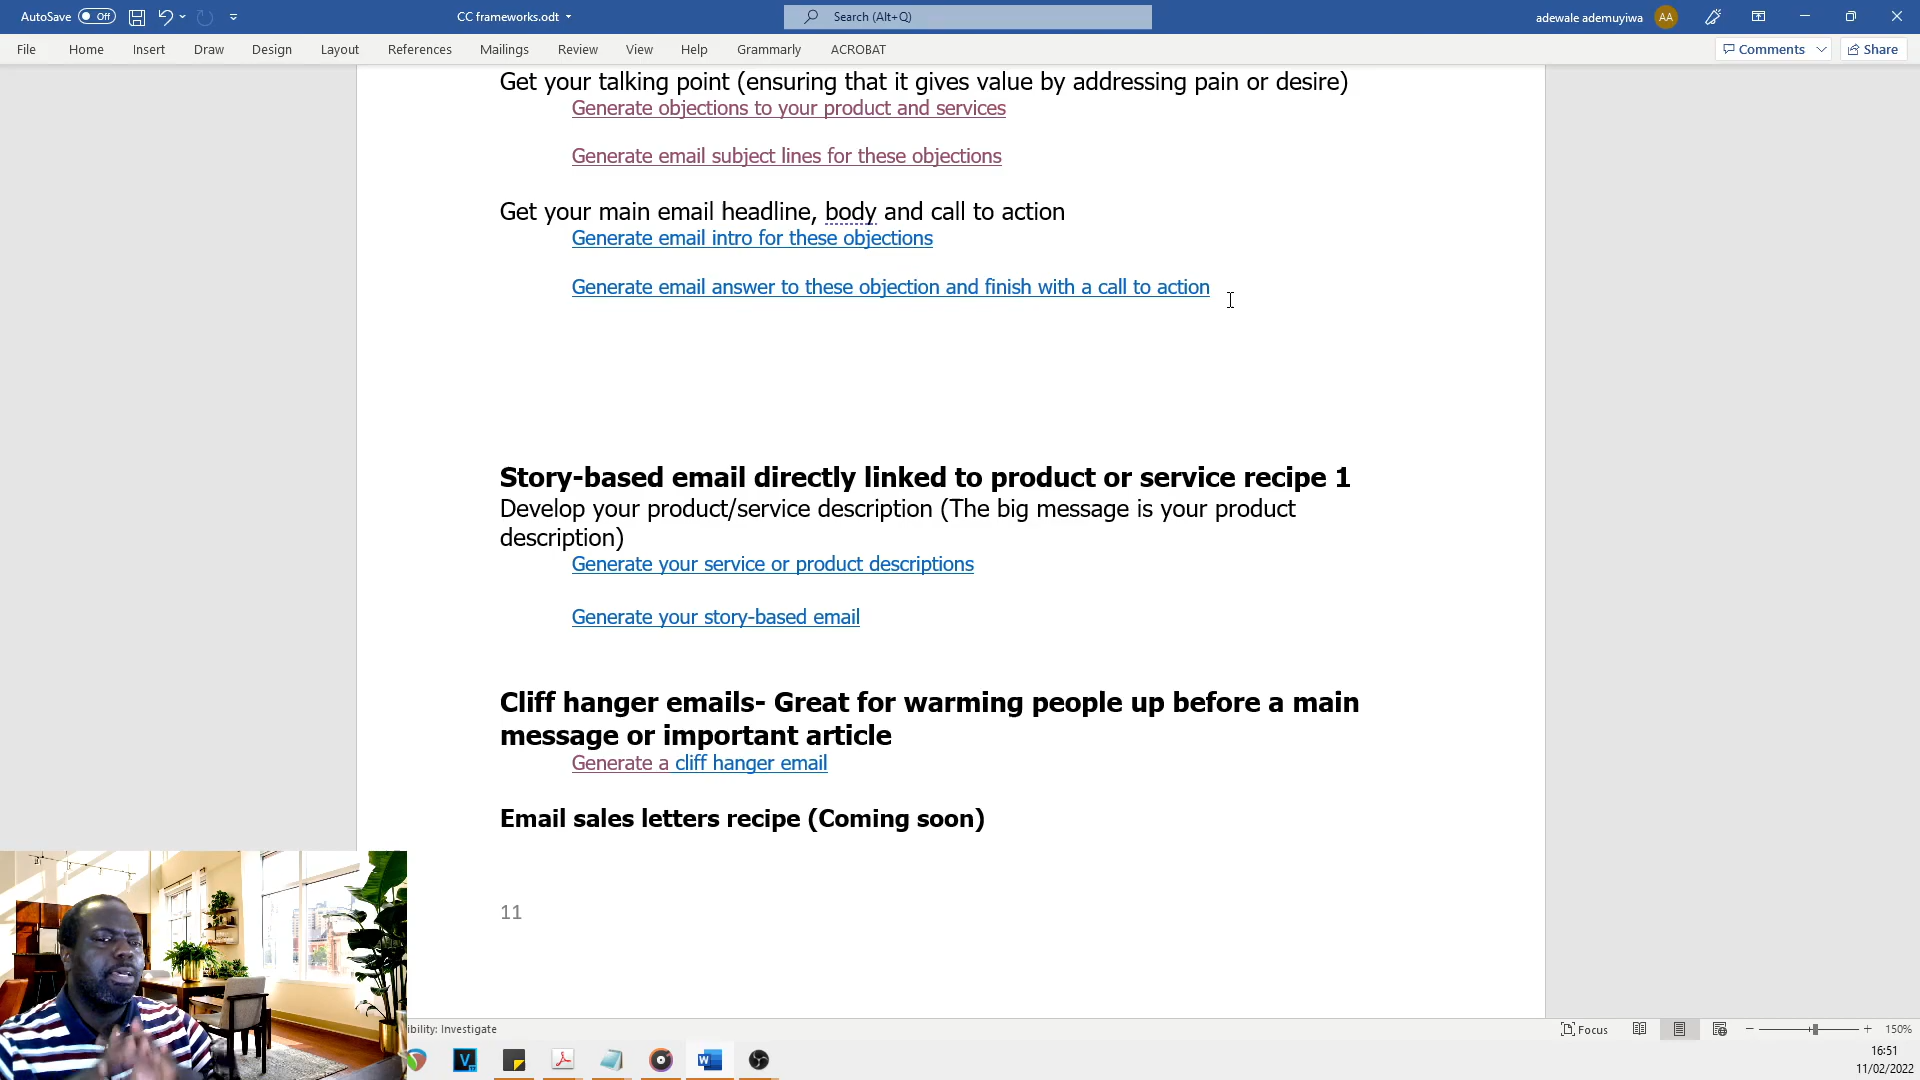 AutoSave Off CC frameworks.odt Search (Alt+Q) adewale ademuyiwa AA
File Home Insert Draw Design Layout References Mailings Review View Help Grammarly ACROBAT Comments Share
Get your talking point (ensuring that it gives value by addressing pain or desire)
Generate objections to your product and services
Generate email subject lines for these objections
Get your main email headline, body and call to action
Generate email intro for these objections
Generate email answer to these objection and finish with a call to action
Story-based email directly linked to product or service recipe 1
Develop your product/service description (The big message is your product
description)
Generate your service or product descriptions
Generate your story-based email
Cliff hanger emails- Great for warming people up before a main
message or important article
Generate a cliff hanger email
Email sales letters recipe (Coming soon)
11
ibility: Investigate Focus 150%
V W
16:51
11/02/2022